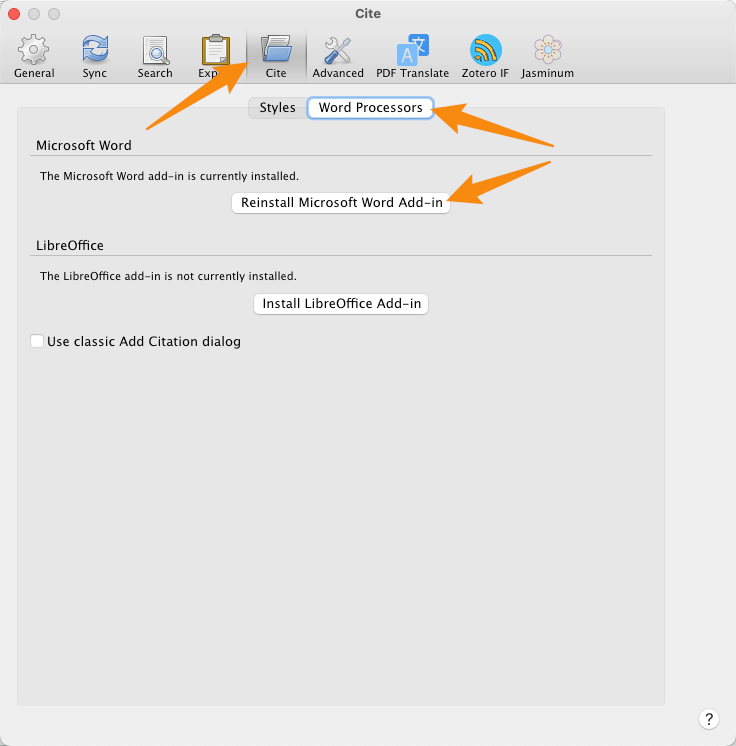 Cite
General Sync Search Cite Advanced PDF Translate Zotero IF Jasminum
Styles Word Processors
Microsoft Word
The Microsoft Word add-in is currently installed.
Reinstall Microsoft Word Add-in
LibreOffice
The LibreOffice add-in is not currently installed.
Install LibreOffice Add-in
Use classic Add Citation dialog
?